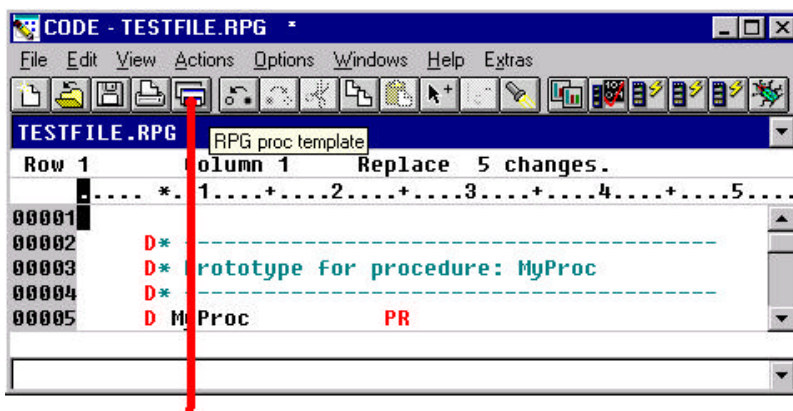 CODE - TESTFILE.RPG *
File Edit View Actions Options Windows Help Extras
TESTFILE.RPG
RPG proc template
Row 1 Column 1 Replace 5 changes.
.... *. 1....+....2....+....3....+....4....+....5....
00001
00002 D* ----------------------------------------
00003 D* Prototype for procedure: MyProc
00004 D* ----------------------------------------
00005 D MyProc PR